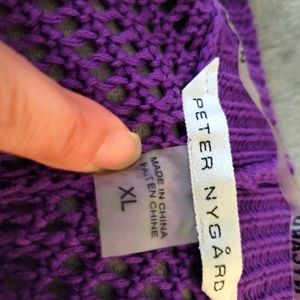 PETER NYGÅRD
MADE IN CHINA
FAIT EN CHINE
XL